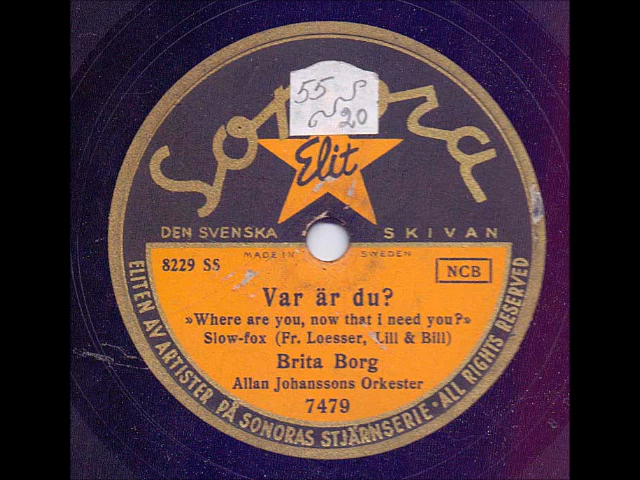 Sonora
55
20
Elit
DEN SVENSKA SKIVAN
MADE IN SWEDEN
8229 SS
NCB
Var är du?
»Where are you, now that i need you?»
Slow-fox (Fr. Loesser, Lill & Bill)
Brita Borg
Allan Johanssons Orkester
7479
ELITEN AV ARTISTER PÅ SONORAS STJÄRNSERIE · ALL RIGHTS RESERVED